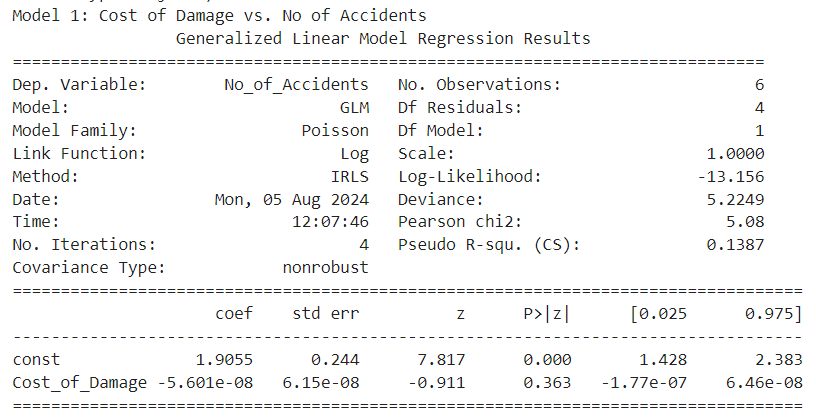 Model 1: Cost of Damage vs. No of Accidents
Generalized Linear Model Regression Results
==============================================================================
Dep. Variable: No_of_Accidents No. Observations: 6
Model: GLM Df Residuals: 4
Model Family: Poisson Df Model: 1
Link Function: Log Scale: 1.0000
Method: IRLS Log-Likelihood: -13.156
Date: Mon, 05 Aug 2024 Deviance: 5.2249
Time: 12:07:46 Pearson chi2: 5.08
No. Iterations: 4 Pseudo R-squ. (CS): 0.1387
Covariance Type: nonrobust
==================================================================================
coef std err z P>|z| [0.025 0.975]
----------------------------------------------------------------------------------
const 1.9055 0.244 7.817 0.000 1.428 2.383
Cost_of_Damage -5.601e-08 6.15e-08 -0.911 0.363 -1.77e-07 6.46e-08
==================================================================================